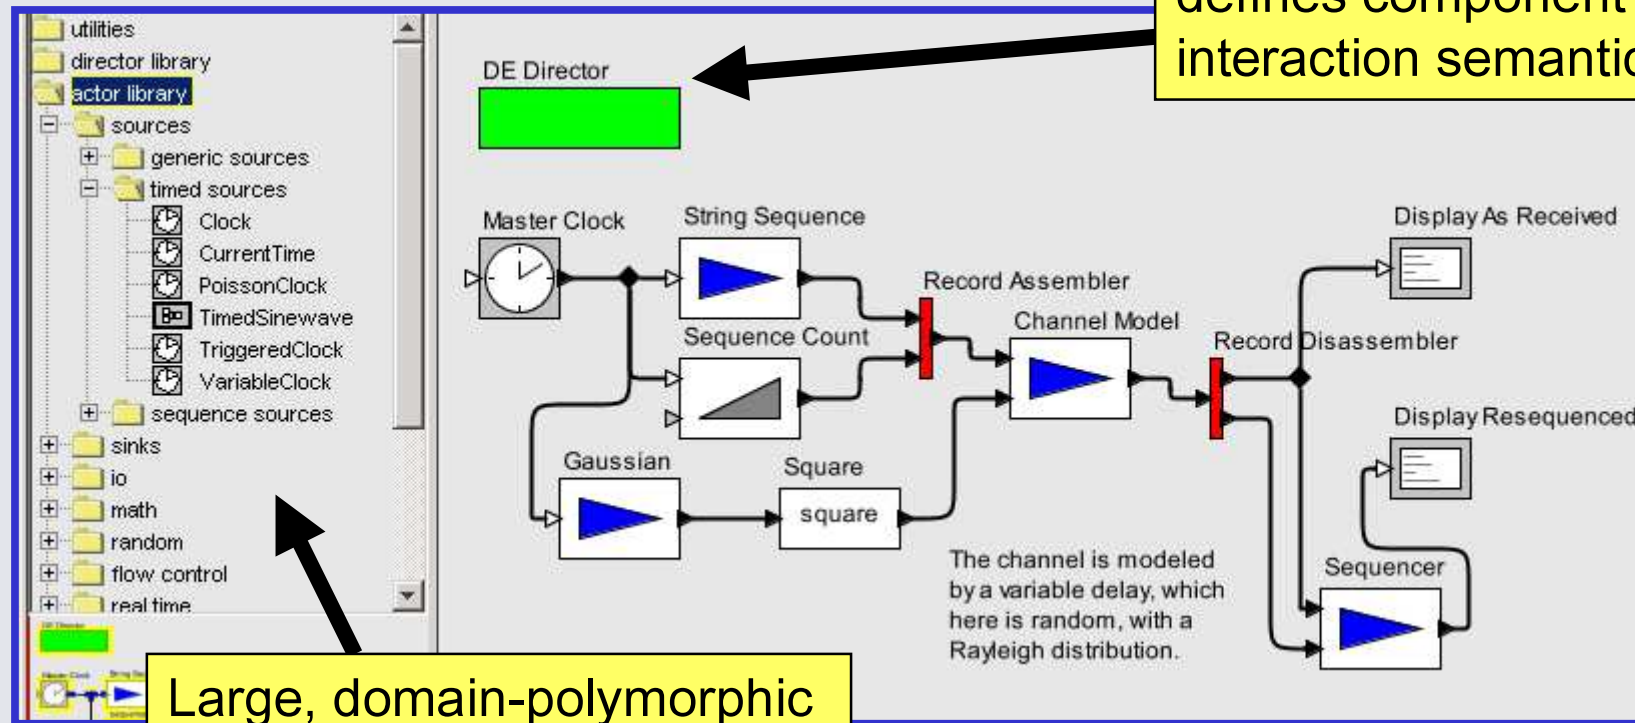 utilities
director library
actor library
sources
generic sources
timed sources
Clock
CurrentTime
PoissonClock
TimedSinewave
TriggeredClock
VariableClock
sequence sources
sinks
io
math
random
flow control
real time
defines component
interaction
DE Director
Master Clock
String Sequence
Sequence Count
Record Assembler
Channel Model
Record Disassembler
Display As Received
Display Resequenced
Gaussian
Square
square
The channel is modeled
by a variable delay, which
here is random, with a
Rayleigh distribution.
Sequencer
Large, domain-polymorphic